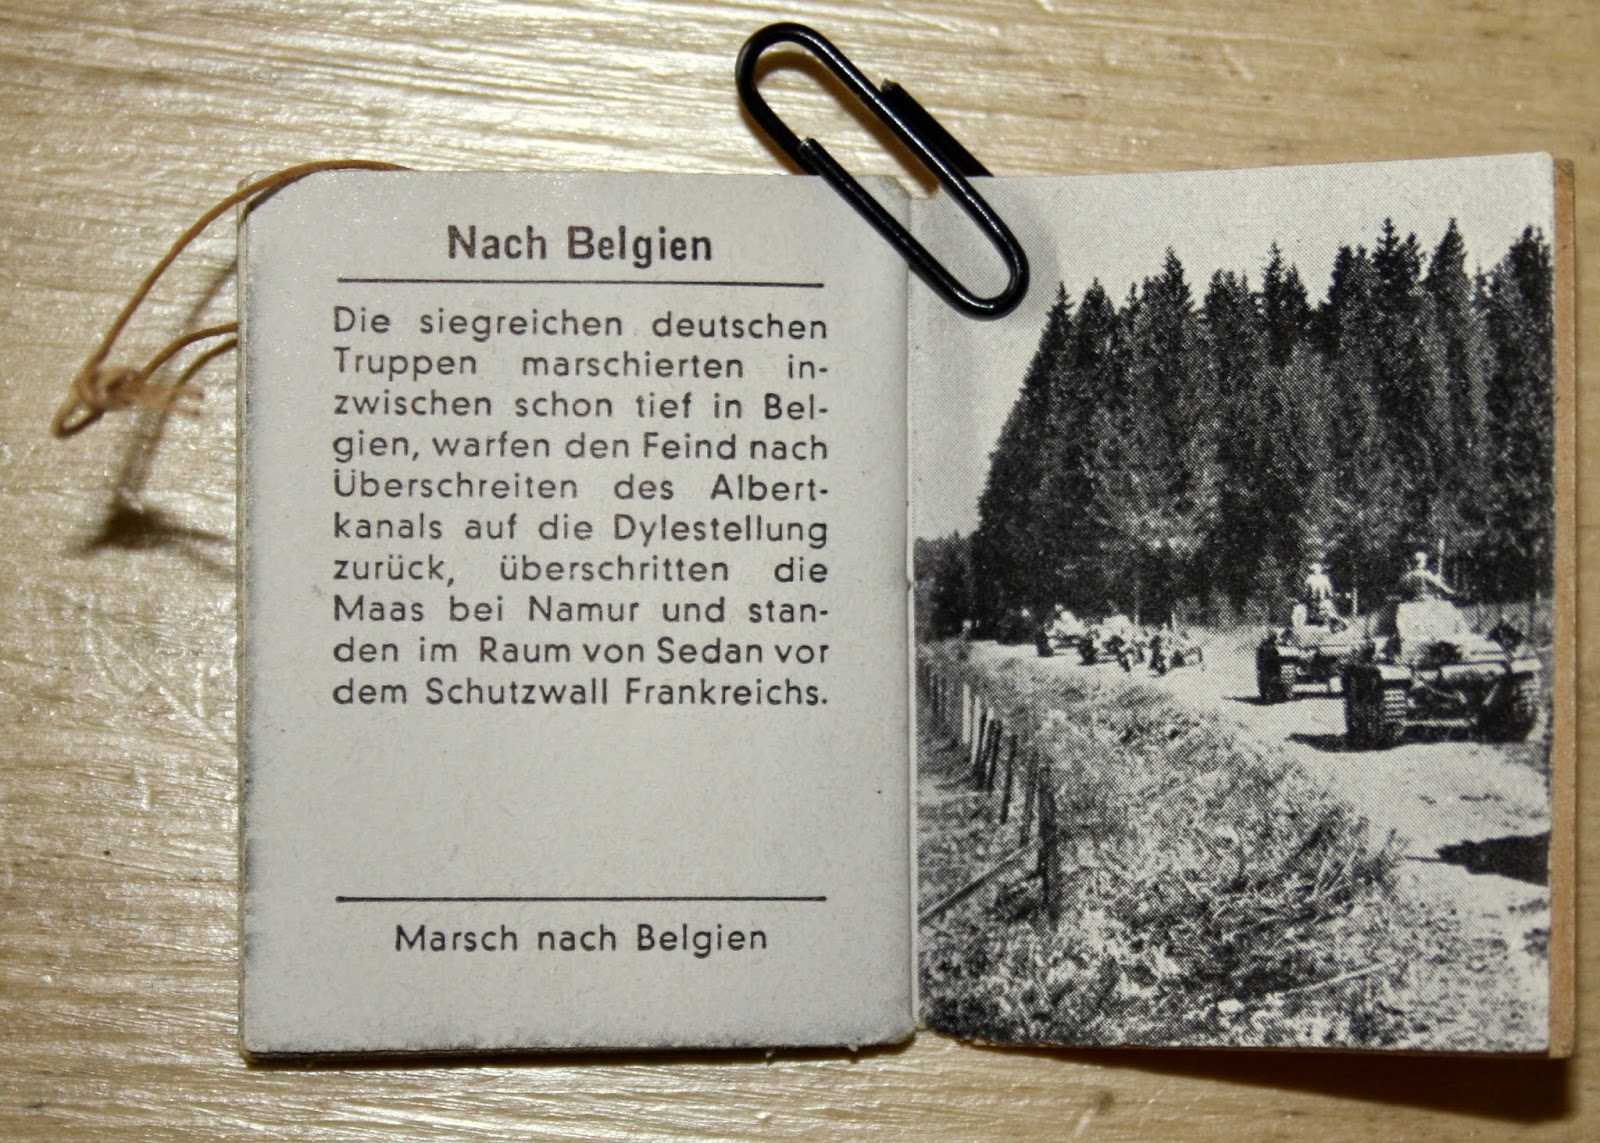 Nach Belgien
Die siegreichen deutschen
Truppen marschierten in-
zwischen schon tief in Bel-
gien, warfen den Feind nach
Überschreiten des Albert-
kanals auf die Dylestellung
zurück, überschritten die
Maas bei Namur und stan-
den im Raum von Sedan vor
dem Schutzwall Frankreichs.
Marsch nach Belgien